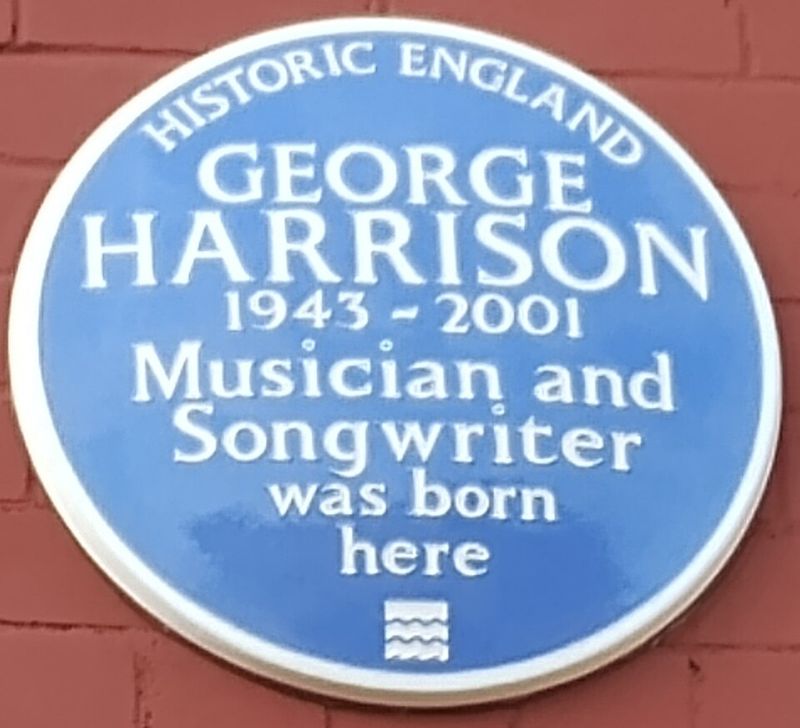 HISTORIC ENGLAND
GEORGE
HARRISON
1943 - 2001
Musician and
Songwriter
was born
here